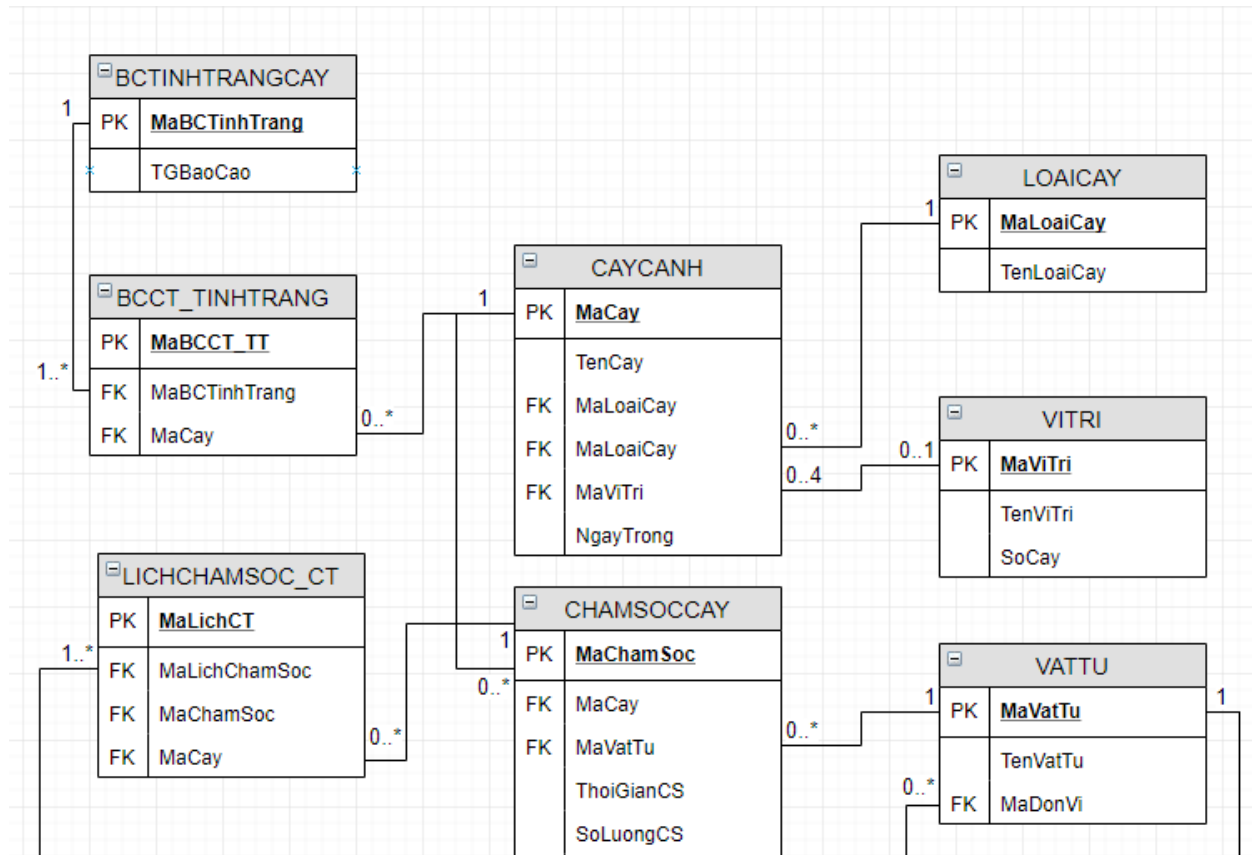 BCTINHTRANGCAY
1
PK MaBCTinhTrang
TGBaoCao
BCCT_TINHTRANG
PK MaBCCT_TT
1..*
FK MaBCTinhTrang
FK MaCay
0..*
CAYCANH
1
PK MaCay
TenCay
FK MaLoaiCay
FK MaLoaiCay
0..*
FK MaViTri
0..4
NgayTrong
LOAICAY
1
PK MaLoaiCay
TenLoaiCay
VITRI
0..1
PK MaViTri
TenViTri
SoCay
LICHCHAMSOC_CT
PK MaLichCT
1..*
FK MaLichChamSoc
FK MaChamSoc
FK MaCay
0..*
CHAMSOCCAY
1
PK MaChamSoc
0..*
FK MaCay
FK MaVatTu
0..*
ThoiGianCS
SoLuongCS
VATTU
1
PK MaVatTu
1
TenVatTu
0..*
FK MaDonVi